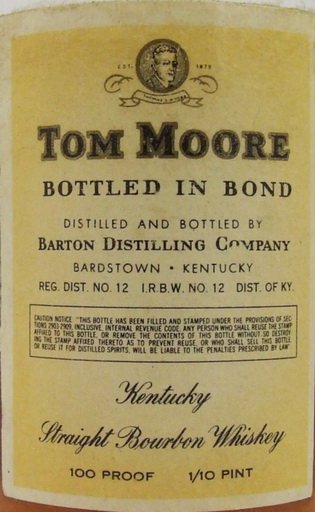 EST. 1879
TOM MOORE
BOTTLED IN BOND
DISTILLED AND BOTTLED BY
BARTON DISTILLING COMPANY
BARDSTOWN • KENTUCKY
REG. DIST. NO. 12 I.R.B.W. NO. 12 DIST. OF KY.
CAUTION NOTICE: "THIS BOTTLE HAS BEEN FILLED AND STAMPED UNDER THE PROVISIONS OF SEC-
TIONS 2903-2909, INCLUSIVE, INTERNAL REVENUE CODE. ANY PERSON WHO SHALL REUSE THE STAMP
AFFIXED TO THIS BOTTLE, OR REMOVE THE CONTENTS OF THIS BOTTLE WITHOUT SO DESTROY-
ING THE STAMP AFFIXED THERETO AS TO PREVENT REUSE, OR WHO SHALL SELL THIS BOTTLE,
OR REUSE IT FOR DISTILLED SPIRITS, WILL BE LIABLE TO THE PENALTIES PRESCRIBED BY LAW"
Kentucky
Straight Bourbon Whiskey
100 PROOF 1/10 PINT